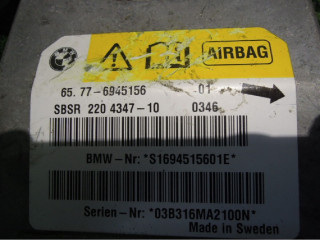 AIRBAG
65. 77-6945156 01
SBSR 220 4347-10 0346
BMW-Nr: *S1694515601E*
Serien-Nr: *03B316MA2100N*
Made in Sweden